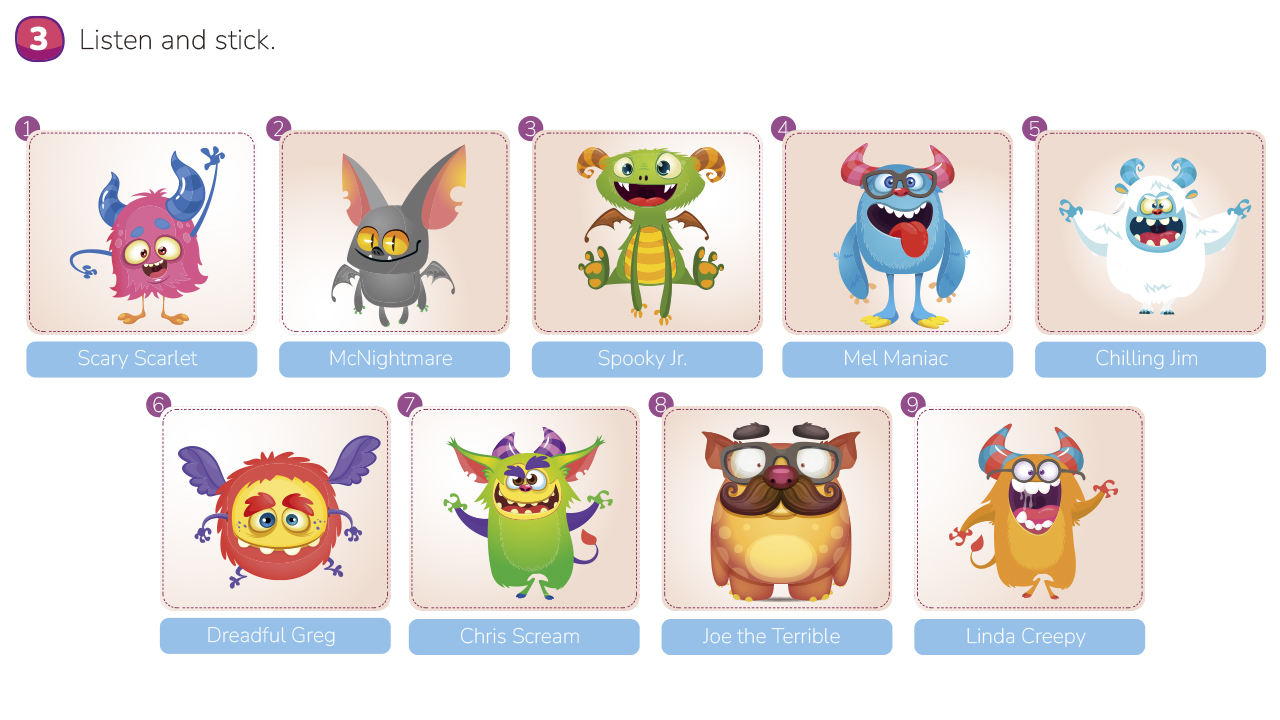 3 Listen and stick.
1 2 3 4 5
Scary Scarlet McNightmare Spooky Jr. Mel Maniac Chilling Jim
6 7 8 9
Dreadful Greg Chris Scream Joe the Terrible Linda Creepy